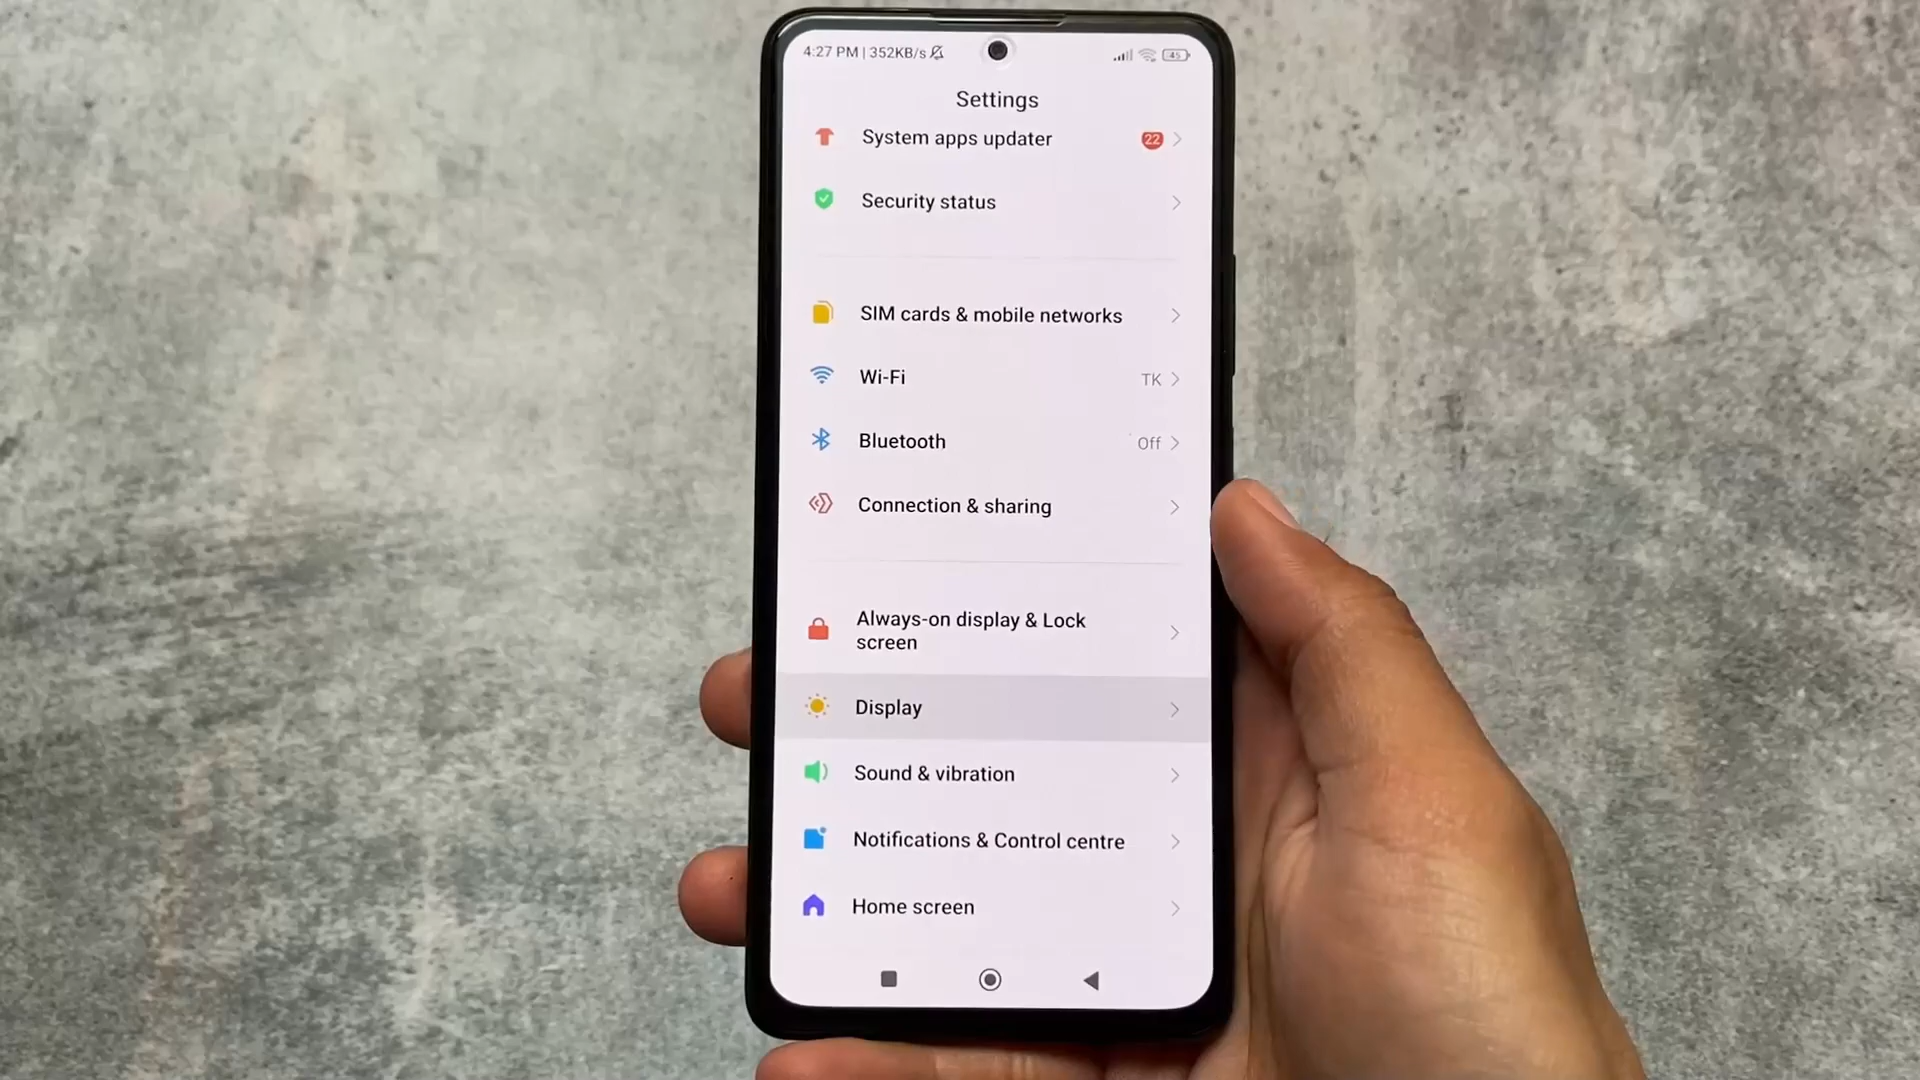 4:27 PM | 352KB/s
45
Settings
System apps updater 22
Security status
SIM cards & mobile networks
Wi-Fi TK
Bluetooth Off
Connection & sharing
Always-on display & Lock
screen
Display
Sound & vibration
Notifications & Control centre
Home screen